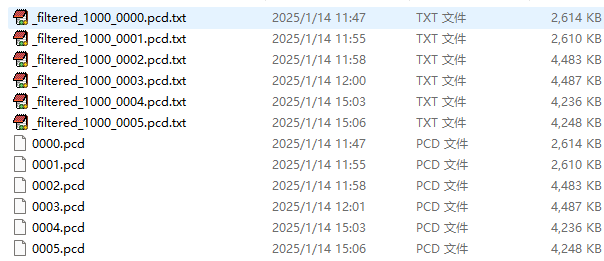 _filtered_1000_0000.pcd.txt 2025/1/14 11:47 TXT 文件 2,614 KB
_filtered_1000_0001.pcd.txt 2025/1/14 11:55 TXT 文件 2,610 KB
_filtered_1000_0002.pcd.txt 2025/1/14 11:58 TXT 文件 4,483 KB
_filtered_1000_0003.pcd.txt 2025/1/14 12:00 TXT 文件 4,487 KB
_filtered_1000_0004.pcd.txt 2025/1/14 15:03 TXT 文件 4,236 KB
_filtered_1000_0005.pcd.txt 2025/1/14 15:06 TXT 文件 4,248 KB
0000.pcd 2025/1/14 11:47 PCD 文件 2,614 KB
0001.pcd 2025/1/14 11:55 PCD 文件 2,610 KB
0002.pcd 2025/1/14 11:58 PCD 文件 4,483 KB
0003.pcd 2025/1/14 12:01 PCD 文件 4,487 KB
0004.pcd 2025/1/14 15:03 PCD 文件 4,236 KB
0005.pcd 2025/1/14 15:06 PCD 文件 4,248 KB